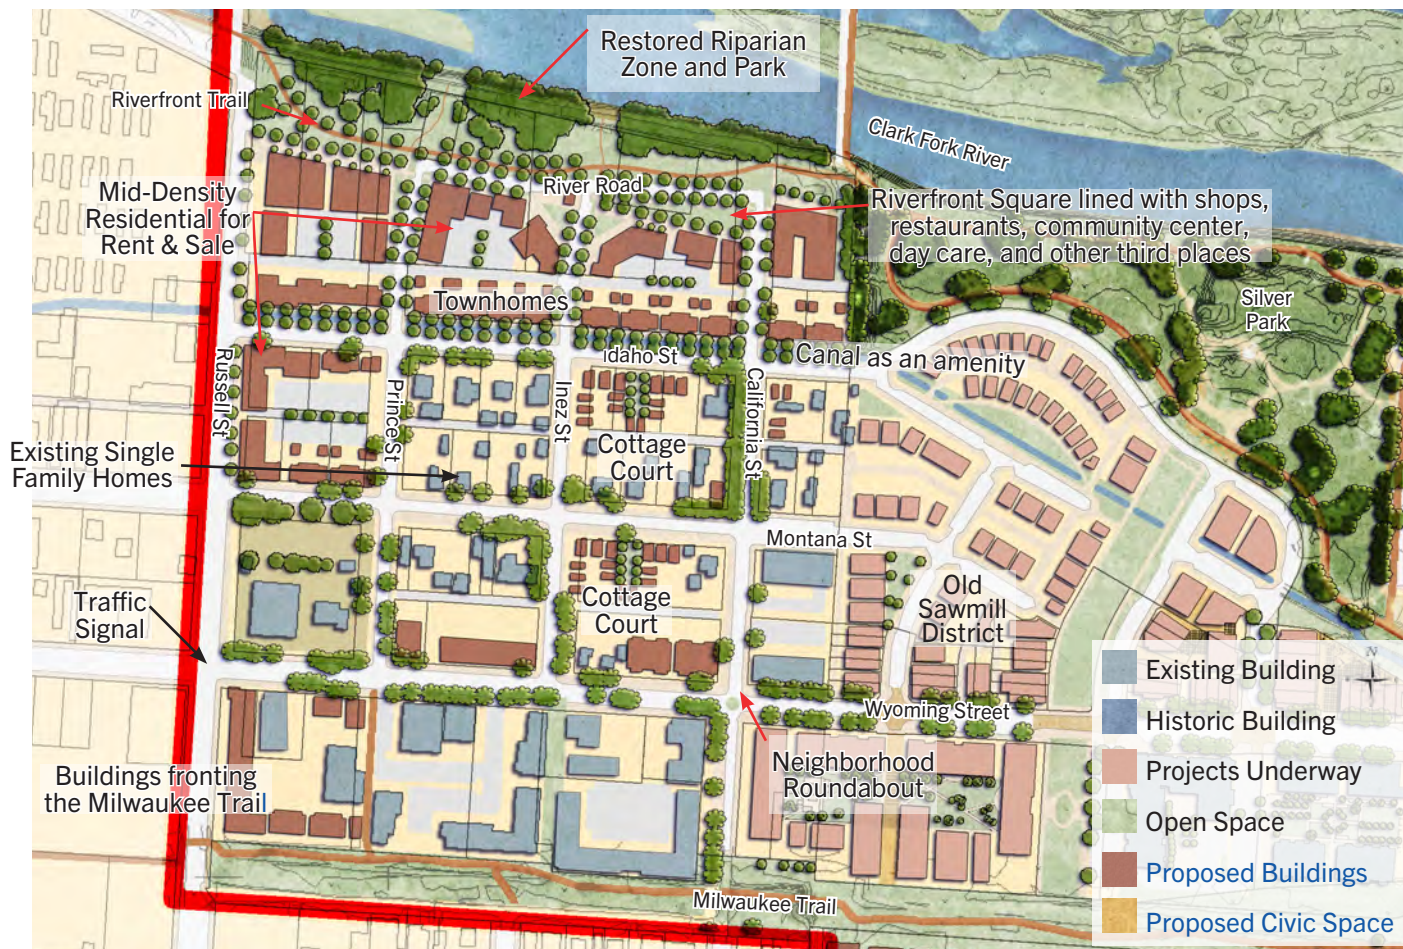 Restored Riparian
Zone and Park
Riverfront Trail
Clark Fork River
Mid-Density
Residential for
Rent & Sale
River Road
Riverfront Square lined with shops,
restaurants, community center,
day care, and other third places
Silver
Park
Townhomes
idaho St
Canal as an amenity
Russell St
Prince St
Inez St
California St
Existing Single
Family Homes
Cottage
Court
Montana St
Cottage
Court
Old
Sawmill
District
Traffic
Signal
Wyoming Street
Neighborhood
Roundabout
Buildings fronting
the Milwaukee Trail
Milwaukee Trail
N
Existing Building
Historic Building
Projects Underway
Open Space
Proposed Buildings
Proposed Civic Space